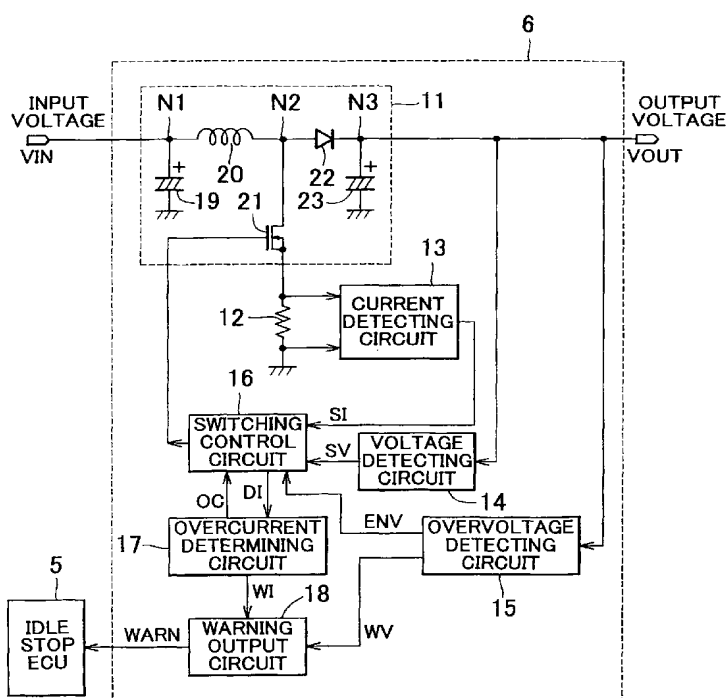 6
INPUT
VOLTAGE
VIN
N1
N2
N3
11
OUTPUT
VOLTAGE
VOUT
20
22
19
21
23
13
12
CURRENT
DETECTING
CIRCUIT
16
SWITCHING
CONTROL
CIRCUIT
SI
SV
VOLTAGE
DETECTING
CIRCUIT
14
OC
DI
ENV
17
OVERCURRENT
DETERMINING
CIRCUIT
OVERVOLTAGE
DETECTING
CIRCUIT
15
5
WI
18
IDLE
STOP
ECU
WARN
WARNING
OUTPUT
CIRCUIT
WV